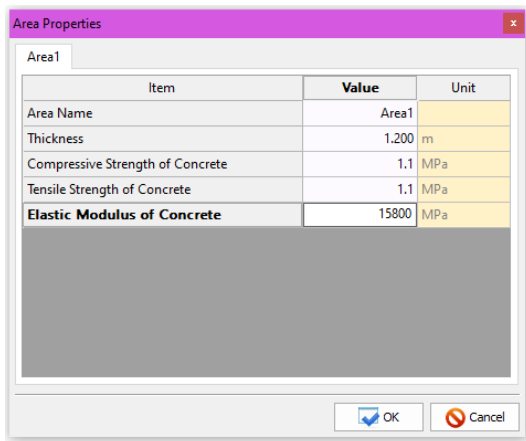 Area Properties
x
Area1
Item Value Unit
Area Name Area1
Thickness 1.200 m
Compressive Strength of Concrete 1.1 MPa
Tensile Strength of Concrete 1.1 MPa
Elastic Modulus of Concrete 15800 MPa
OK Cancel